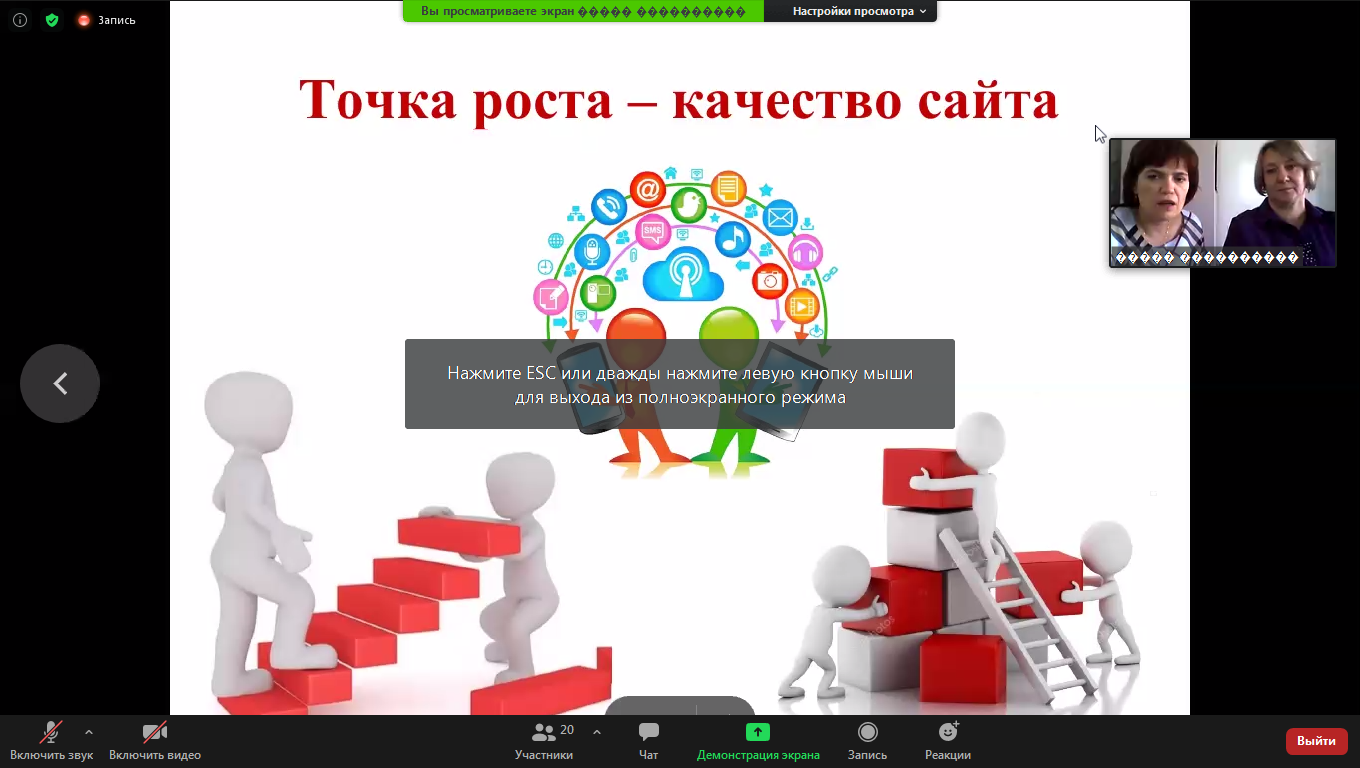 Запись
Вы просматриваете экран ����� ����������
Настройки просмотра
Точка роста – качество сайта
@
SMS
����� ����������
Нажмите ESC или дважды нажмите левую кнопку мыши
для выхода из полноэкранного режима
Включить звук
Включить видео
Участники
20
Чат
Демонстрация экрана
Запись
Реакции
Выйти